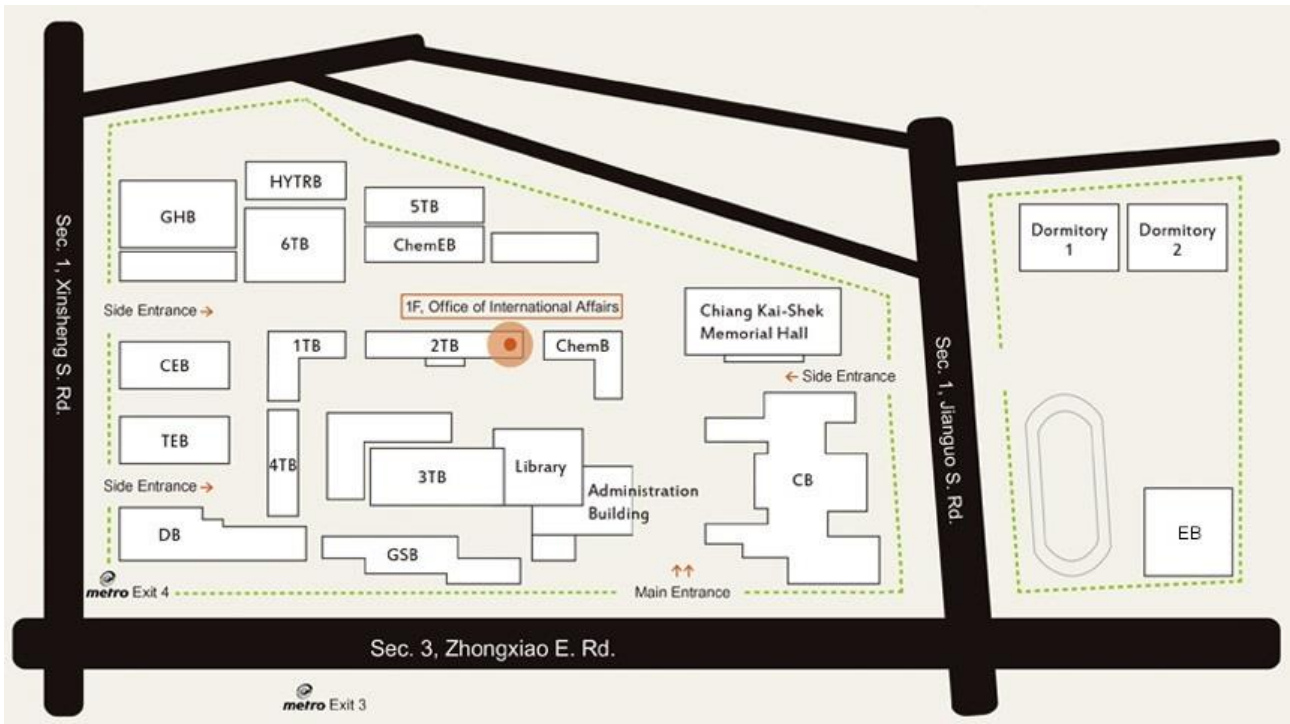 HYTRB
GHB
5TB
6TB
ChemEB
Dormitory
1
Dormitory
2
Sec. 1, Xinsheng S. Rd.
Side Entrance →
1F, Office of International Affairs
Chiang Kai-Shek
Memorial Hall
1TB
2TB
ChemB
CEB
← Side Entrance
Sec. 1, Jianguo S. Rd.
TEB
4TB
3TB
Library
CB
Side Entrance →
Administration
Building
DB
GSB
EB
metro Exit 4
↑↑
Main Entrance
Sec. 3, Zhongxiao E. Rd.
metro Exit 3